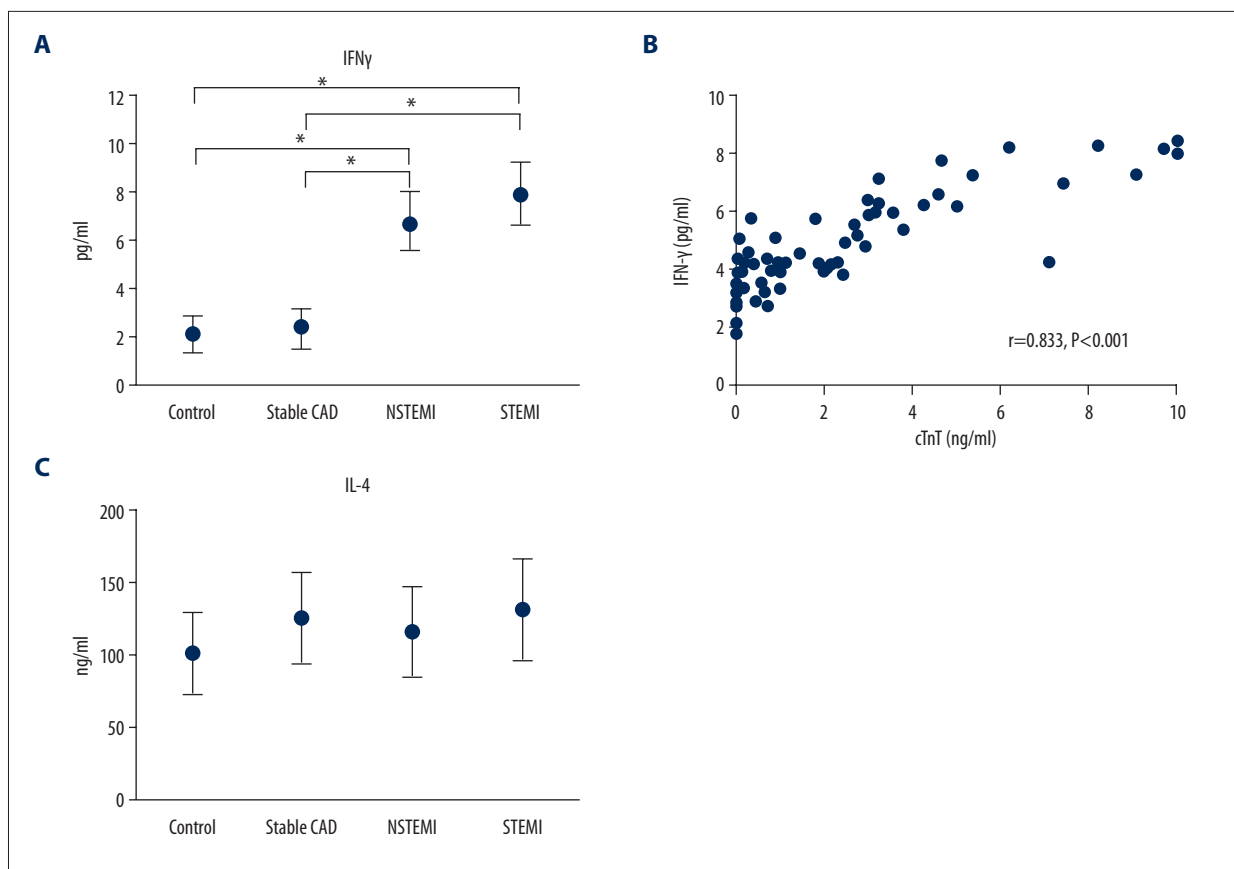 A
IFNγ
pg/ml
12
10
8
6
4
2
0
*
*
*
*
Control Stable CAD NSTEMI STEMI
B
IFN-γ (pg/ml)
10
8
6
4
2
0
r=0.833, P<0.001
0 2 4 6 8 10
cTnT (ng/ml)
C
IL-4
ng/ml
200
150
100
50
0
Control Stable CAD NSTEMI STEMI